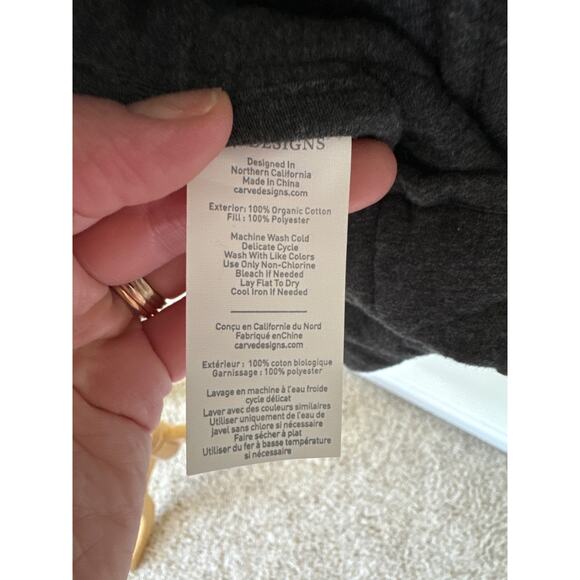 DESIGNS
Designed In
Northern California
Made In China
carvedesigns.com
Exterior: 100% Organic Cotton
Fill : 100% Polyester
Machine Wash Cold
Delicate Cycle
Wash With Like Colors
Use Only Non-Chlorine
Bleach If Needed
Lay Flat To Dry
Cool Iron If Needed
Conçu en Californie du Nord
Fabriqué enChine
carvedesigns.com
Extérieur : 100% coton biologique
Garnissage : 100% polyester
Lavage en machine à l'eau froide
cycle délicat
Laver avec des couleurs similaires
Utiliser uniquement de l'eau de
javel sans chlore si nécessaire
Faire sécher à plat
Utiliser du fer à basse température
si nécessaire